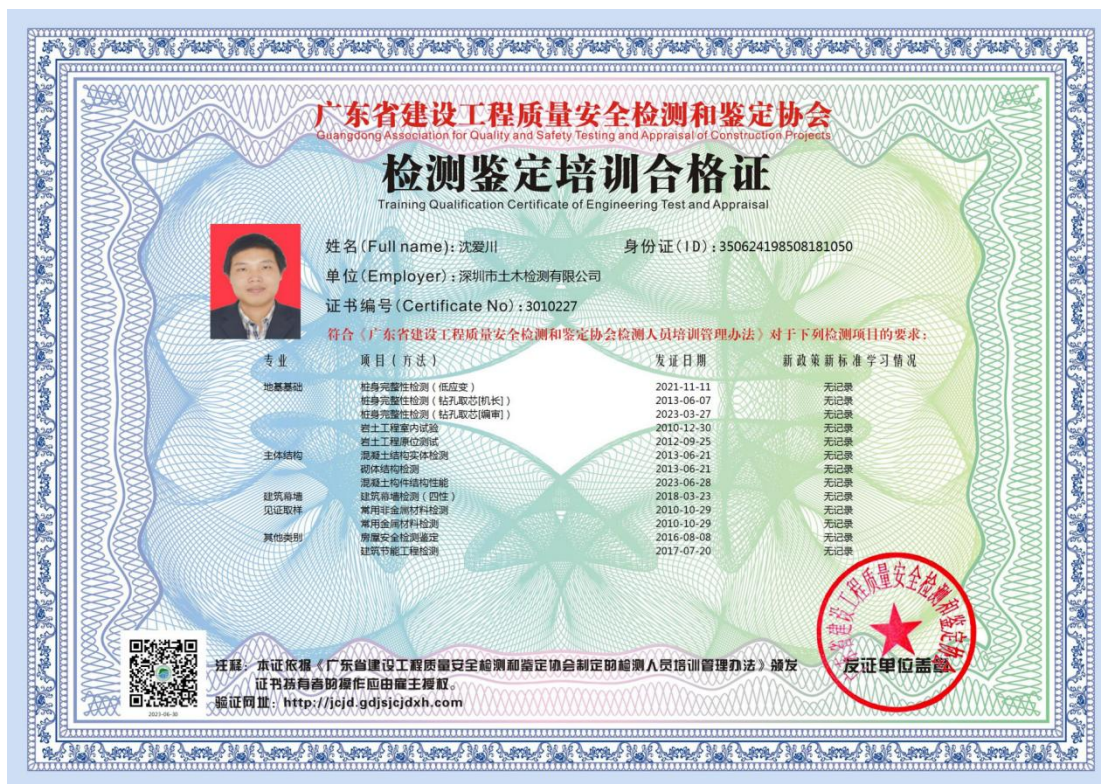 广东省建设工程质量安全检测和鉴定协会
Guangdong Association for Quality and Safety Testing and Appraisal of Construction Projects
检测鉴定培训合格证
Training Qualification Certificate of Engineering Test and Appraisal
姓名(Full name):沈爱川 身份证(ID):350624198508181050
单位(Employer):深圳市土木检测有限公司
证书编号(Certificate No):3010227
符合《广东省建设工程质量安全检测和鉴定协会检测人员培训管理办法》对于下列检测项目的要求:
专业 项目(方法) 发证日期 新政策新标准学习情况
地基基础 桩身完整性检测(低应变) 2021-11-11 无记录
桩身完整性检测(钻孔取芯[机长]) 2013-06-07 无记录
桩身完整性检测(钻孔取芯[编审]) 2023-03-27 无记录
岩土工程室内试验 2010-12-30 无记录
岩土工程原位测试 2012-09-25 无记录
主体结构 混凝土结构实体检测 2013-06-21 无记录
砌体结构检测 2013-06-21 无记录
混凝土构件结构性能 2023-06-28 无记录
建筑幕墙 建筑幕墙检测(四性) 2018-03-23 无记录
见证取样 常用非金属材料检测 2010-10-29 无记录
常用金属材料检测 2010-10-29 无记录
其他类别 房屋安全检测鉴定 2016-08-08 无记录
建筑节能工程检测 2017-07-20 无记录
广东省建设工程质量安全检测和鉴定协会
发证单位盖章
注释:本证依据《广东省建设工程质量安全检测和鉴定协会制定的检测人员培训管理办法》颁发
证书持有者的操作应由雇主授权。
验证网址:http://jcjd.gdjsjcjdxh.com
2023-06-30